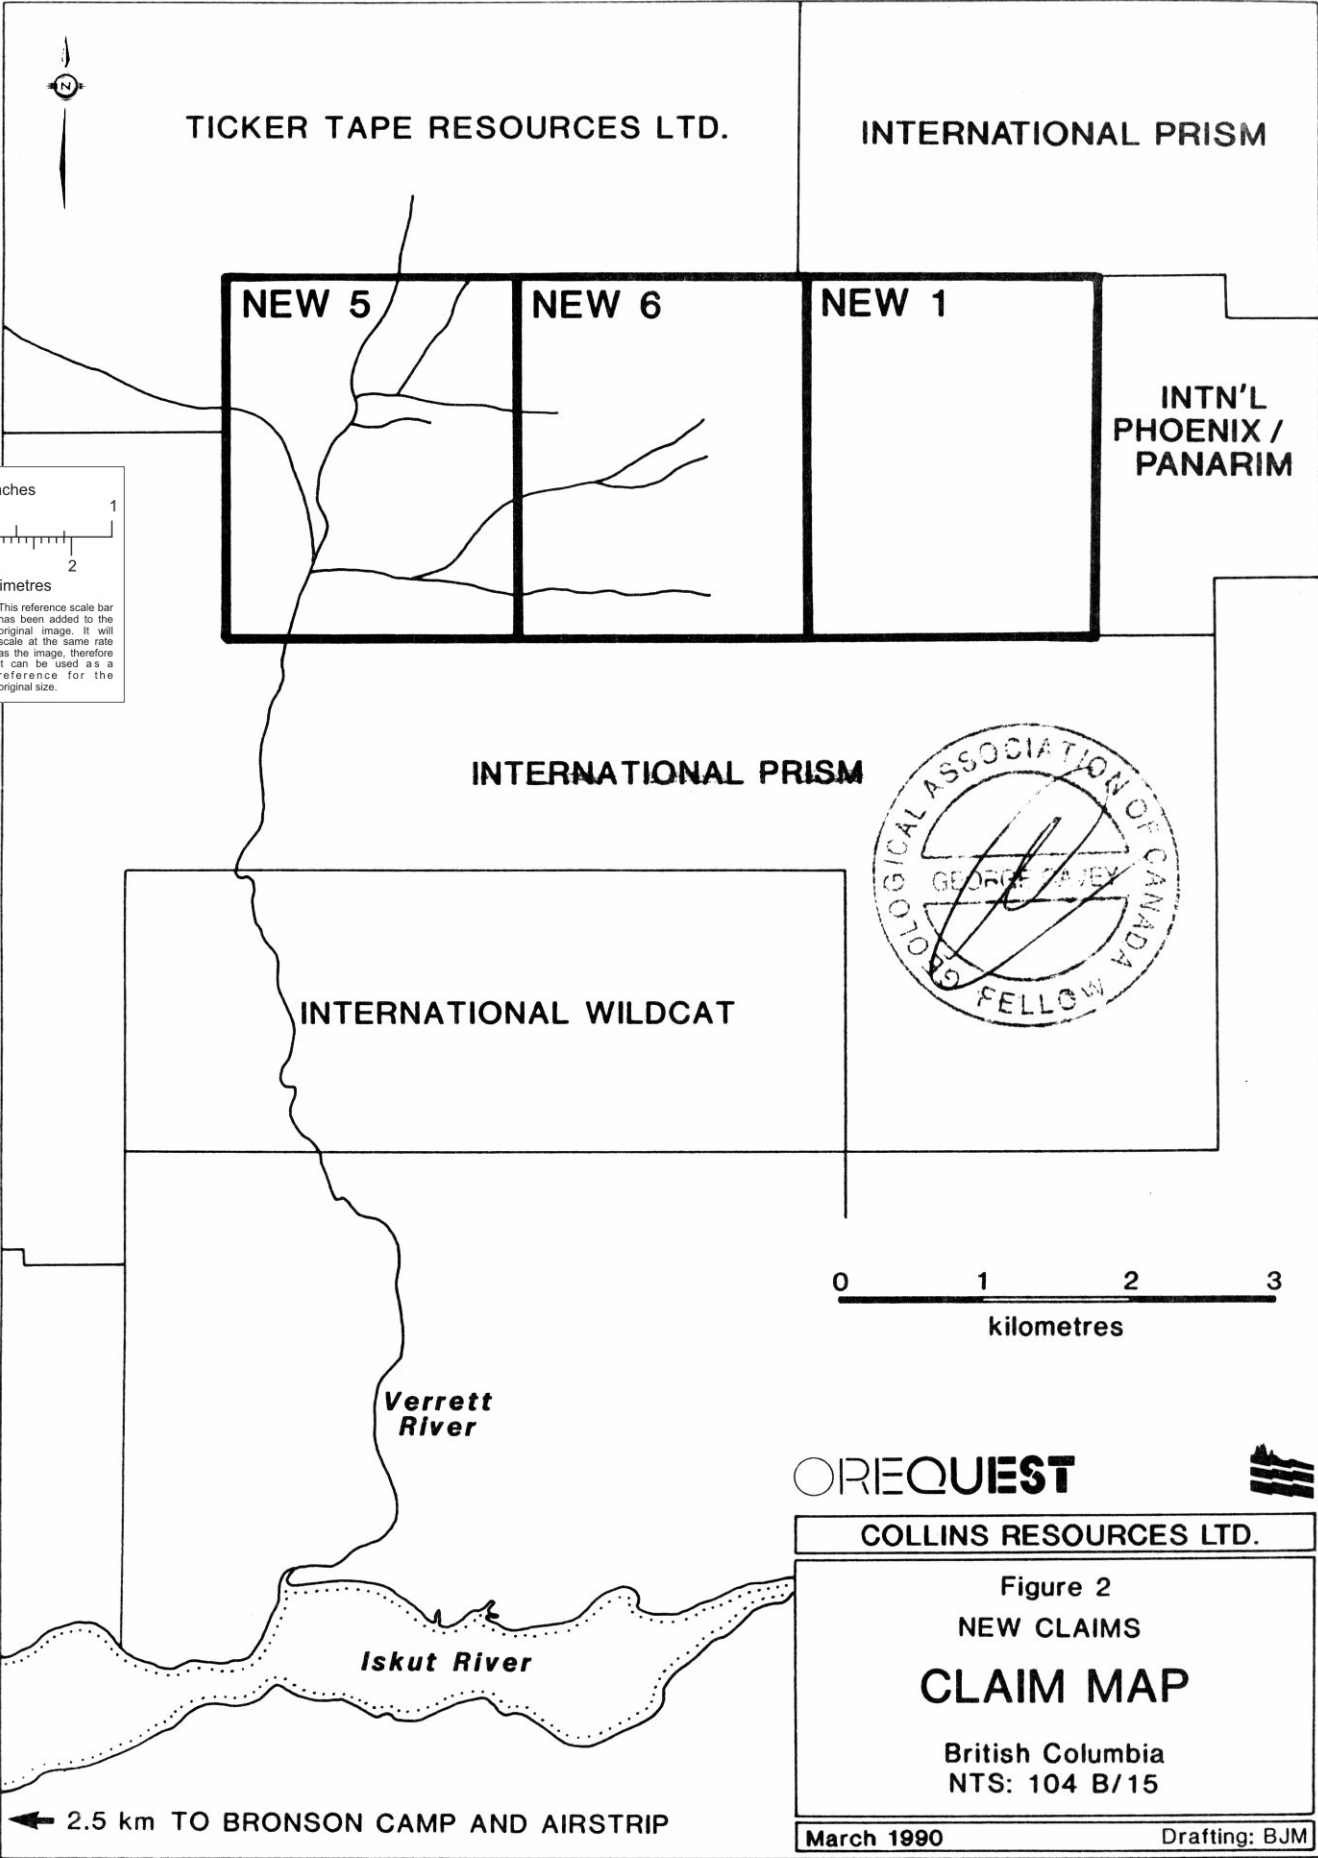 N
TICKER TAPE RESOURCES LTD.
INTERNATIONAL PRISM
NEW 5
NEW 6
NEW 1
INTN'L
PHOENIX /
PANARIM
1
2
This reference scale bar
has been added to the
original image. It will
scale at the same rate
as the image, therefore
it can be used as a
reference for the
original size.
INTERNATIONAL PRISM
GEOLOGICAL ASSOCIATION OF CANADA
GEORGE
FELLOW
INTERNATIONAL WILDCAT
0 1 2 3
kilometres
Verrett
River
Iskut River
OREQUEST
COLLINS RESOURCES LTD.
Figure 2
NEW CLAIMS
CLAIM MAP
British Columbia
NTS: 104 B/15
March 1990 Drafting: BJM
2.5 km TO BRONSON CAMP AND AIRSTRIP